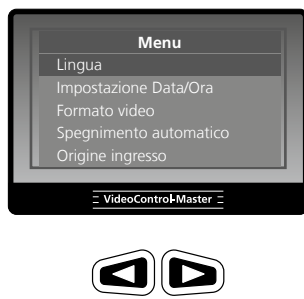 Menu
Lingua
Impostazione Data/Ora
Formato video
Spegnimento automatico
Origine ingresso
VideoControl-Master